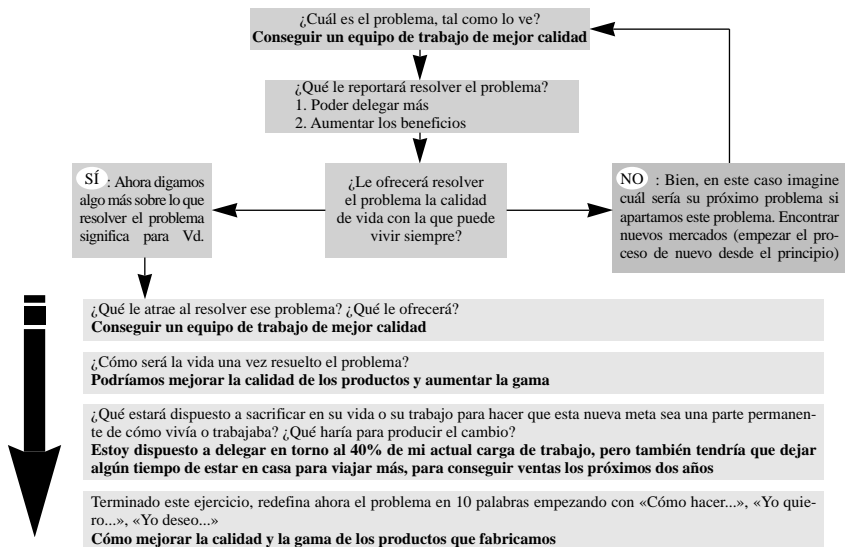 ¿Cuál es el problema, tal como lo ve?
Conseguir un equipo de trabajo de mejor calidad
¿Qué le reportará resolver el problema?
1. Poder delegar más
2. Aumentar los beneficios
SÍ : Ahora digamos
algo más sobre lo que
resolver el problema
significa para Vd.
¿Le ofrecerá resolver
el problema la calidad
de vida con la que puede
vivir siempre?
NO : Bien, en este caso imagine
cuál sería su próximo problema si
apartamos este problema. Encontrar
nuevos mercados (empezar el pro-
ceso de nuevo desde el principio)
¿Qué le atrae al resolver ese problema? ¿Qué le ofrecerá?
Conseguir un equipo de trabajo de mejor calidad
¿Cómo será la vida una vez resuelto el problema?
Podríamos mejorar la calidad de los productos y aumentar la gama
¿Qué estará dispuesto a sacrificar en su vida o su trabajo para hacer que esta nueva meta sea una parte permanen-
te de cómo vivía o trabajaba? ¿Qué haría para producir el cambio?
Estoy dispuesto a delegar en torno al 40% de mi actual carga de trabajo, pero también tendría que dejar
algún tiempo de estar en casa para viajar más, para conseguir ventas los próximos dos años
Terminado este ejercicio, redefina ahora el problema en 10 palabras empezando con «Cómo hacer...», «Yo quie-
ro...», «Yo deseo...»
Cómo mejorar la calidad y la gama de los productos que fabricamos